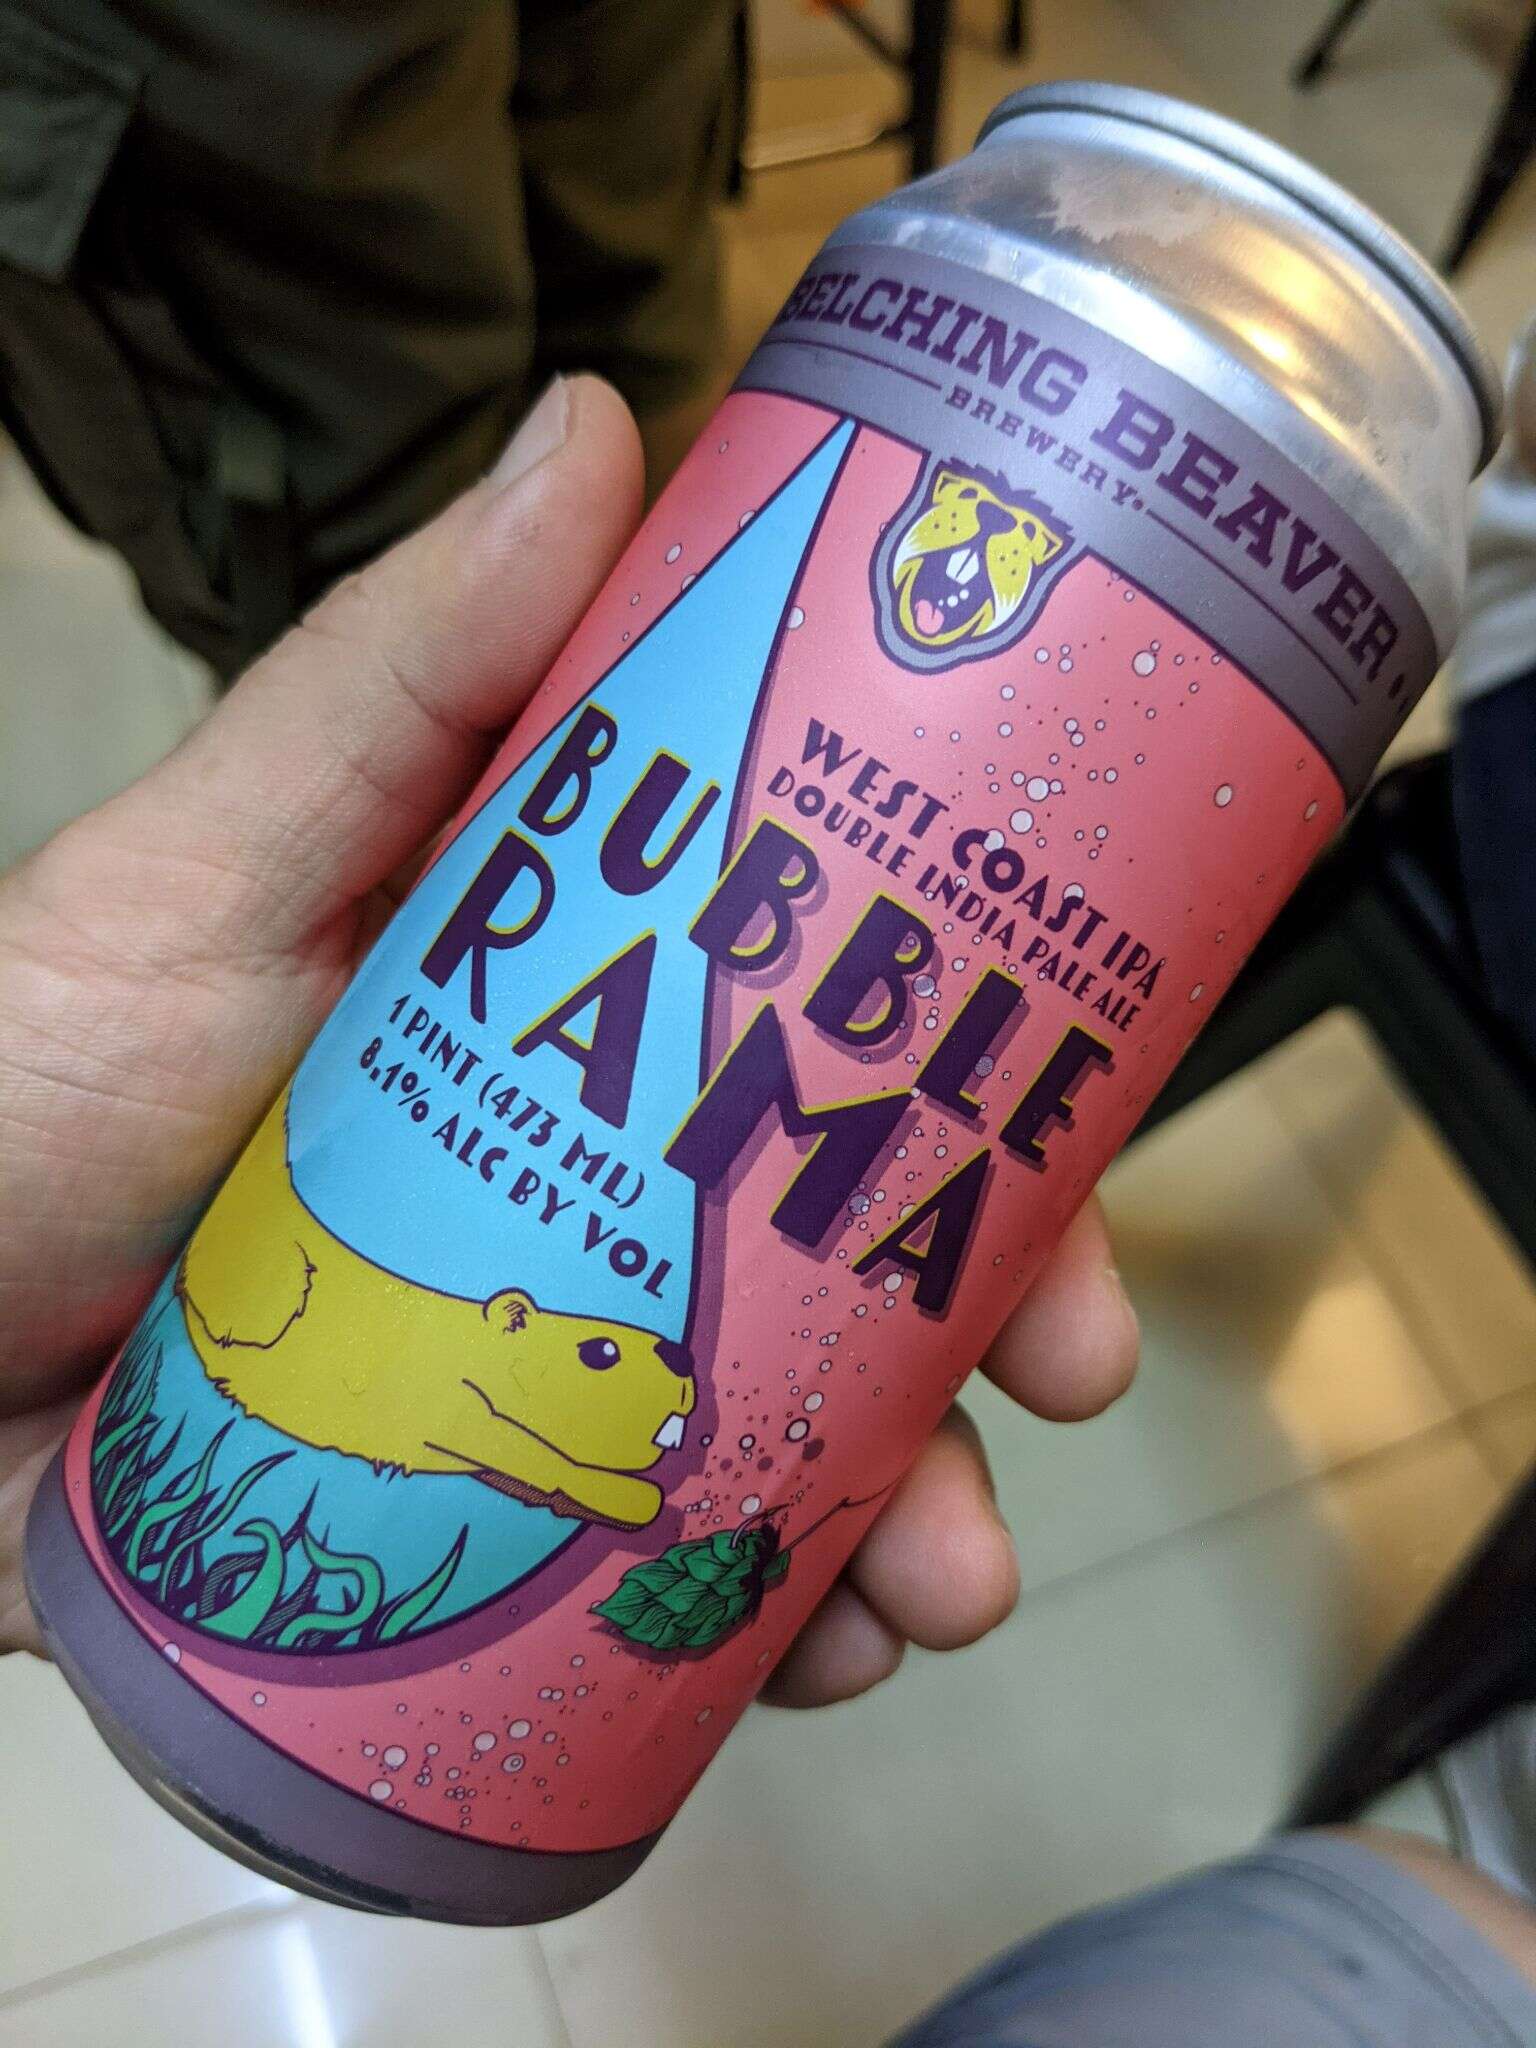 BELCHING BEAVER
BREWERY.
WEST COAST IPA
DOUBLE INDIA PALE ALE
BUBBLE
RAMA
1 PINT (473 ML)
8.1% ALC BY VOL